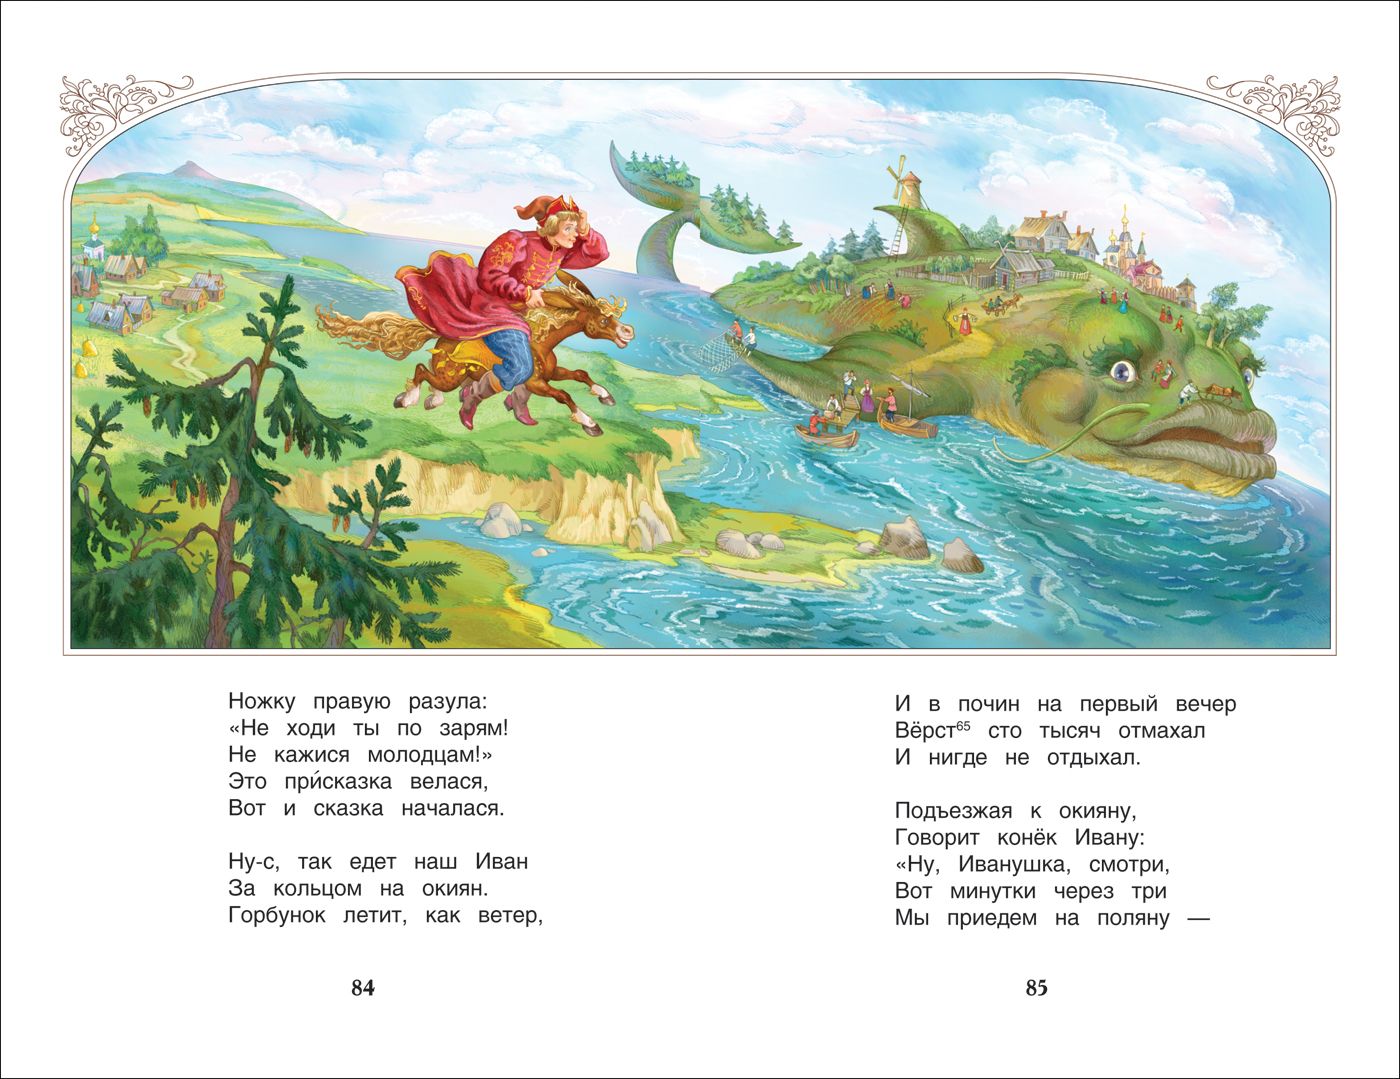 Ножку правую разула:
«Не ходи ты по зарям!
Не кажися молодцам!»
Это при́сказка велася,
Вот и сказка началася.
Ну-с, так едет наш Иван
За кольцом на окиян.
Горбунок летит, как ветер,
84
И в почин на первый вечер
Вёрст⁶⁵ сто тысяч отмахал
И нигде не отдыхал.
Подъезжая к окияну,
Говорит конёк Ивану:
«Ну, Иванушка, смотри,
Вот минутки через три
Мы приедем на поляну —
85